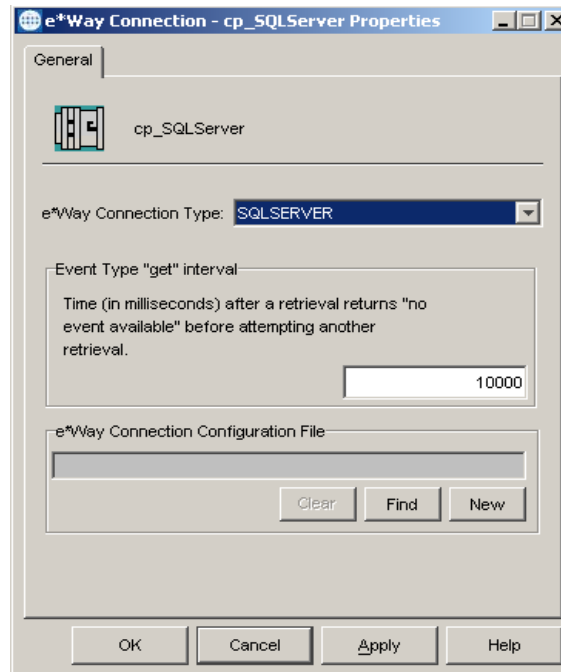 e*Way Connection - cp_SQLServer Properties
General
cp_SQLServer
e*Way Connection Type: SQLSERVER
Event Type "get" interval
Time (in milliseconds) after a retrieval returns "no
event available" before attempting another
retrieval.
10000
e*Way Connection Configuration File
Clear Find New
OK Cancel Apply Help